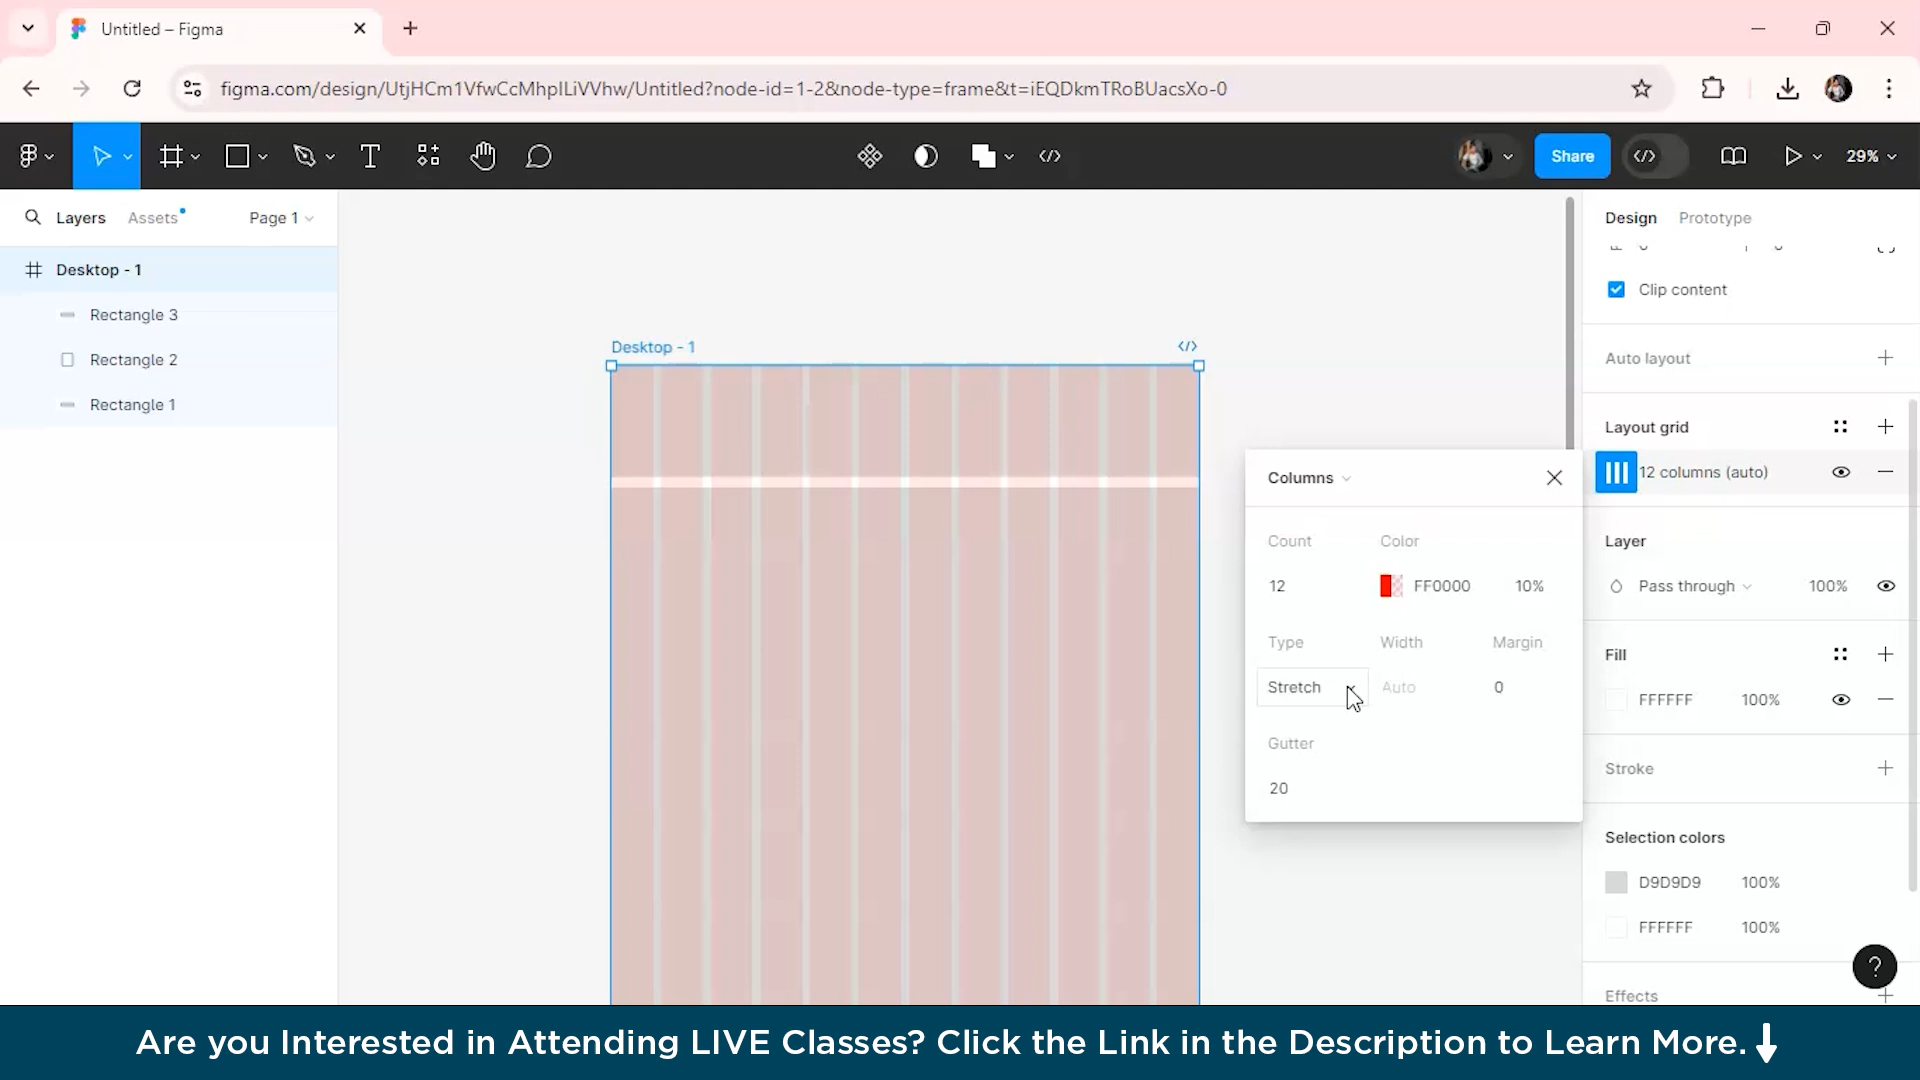 Untitled – Figma
figma.com/design/UtjHCm1VfwCcMhpILiVVhw/Untitled?node-id=1-2&node-type=frame&t=iEQDkmTRoBUacsXo-0
Share
29%
Layers
Assets
Page 1
Design
Prototype
Desktop - 1
Rectangle 3
Rectangle 2
Rectangle 1
Desktop - 1
Clip content
Auto layout
Layout grid
12 columns (auto)
Columns
Count
Color
12
FF0000
10%
Type
Width
Margin
Stretch
Auto
0
Gutter
20
Layer
Pass through
100%
Fill
FFFFFF
100%
Stroke
Selection colors
D9D9D9
100%
FFFFFF
100%
?
Effects
Are you Interested in Attending LIVE Classes? Click the Link in the Description to Learn More.